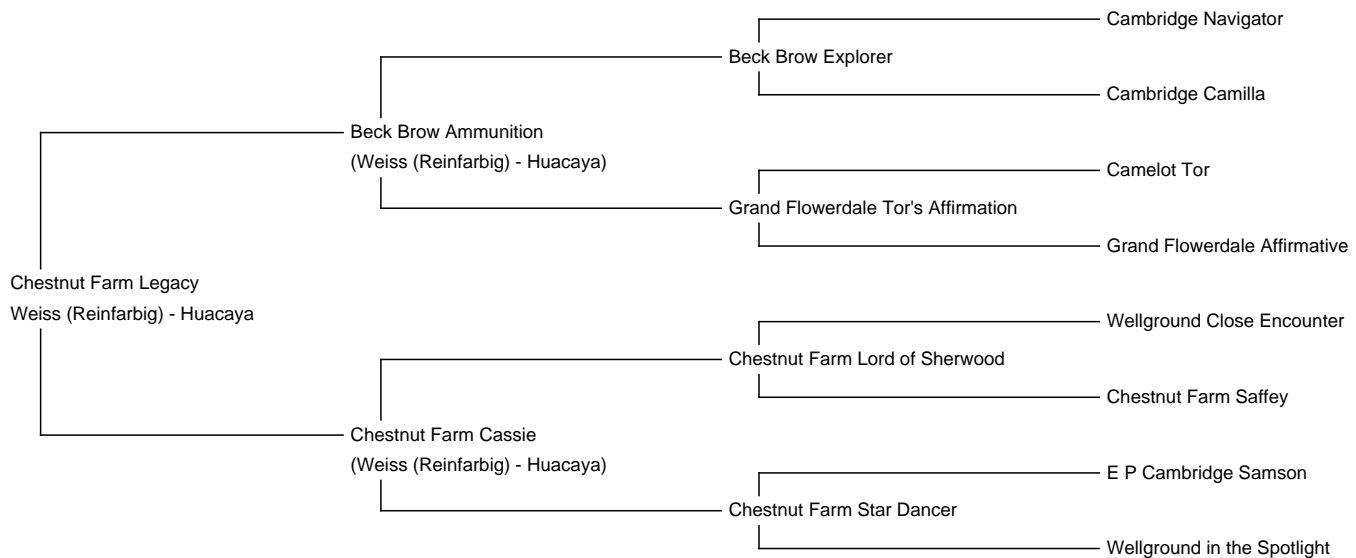 Cambridge Navigator
Beck Brow Explorer
Cambridge Camilla
Beck Brow Ammunition
(Weiss (Reinfarbig) - Huacaya)
Camelot Tor
Grand Flowerdale Tor's Affirmation
Grand Flowerdale Affirmative
Chestnut Farm Legacy
Weiss (Reinfarbig) - Huacaya
Wellground Close Encounter
Chestnut Farm Lord of Sherwood
Chestnut Farm Saffey
Chestnut Farm Cassie
(Weiss (Reinfarbig) - Huacaya)
E P Cambridge Samson
Chestnut Farm Star Dancer
Wellground in the Spotlight